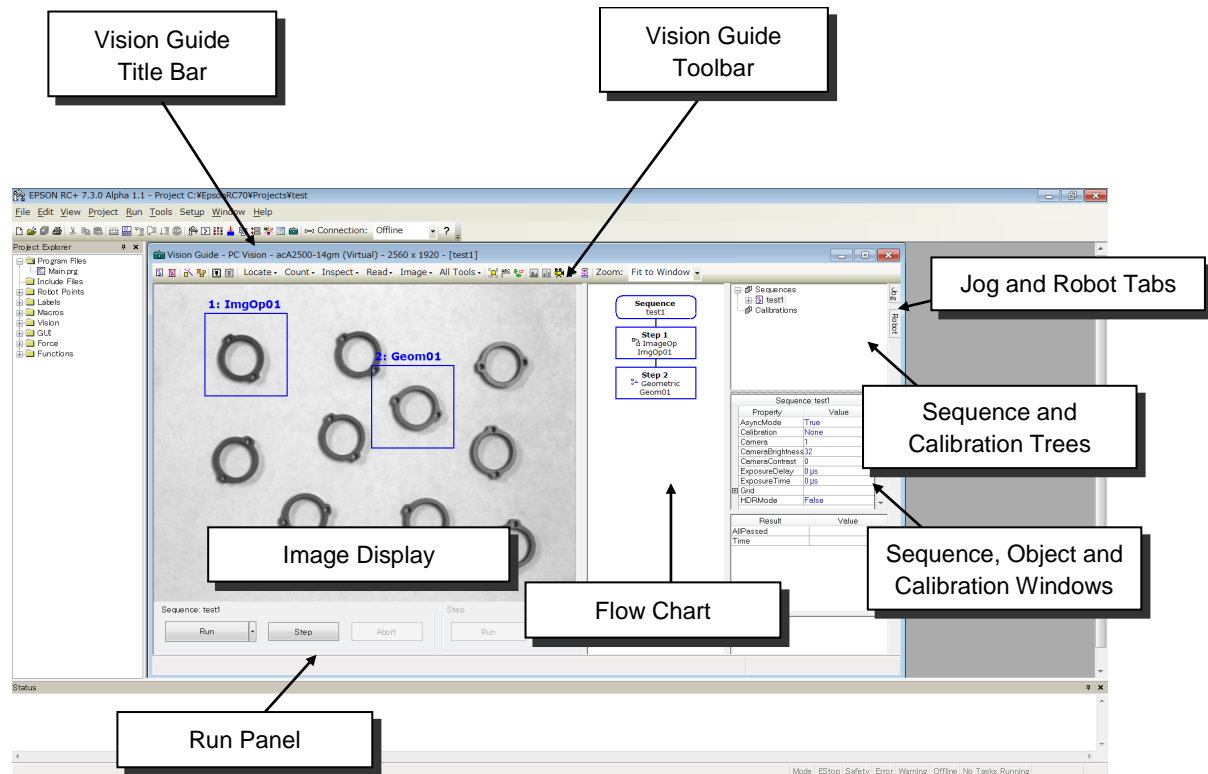 Vision Guide
Title Bar
Vision Guide
Toolbar
EPSON RC+ 7.3.0 Alpha 1.1 - Project C:¥EpsonRC70¥Projects¥test
File Edit View Project Run Tools Setup Window Help
Connection: Offline
Project Explorer
Program Files
Main.prg
Include Files
Robot Points
Labels
Macros
Vision
GUI
Force
Functions
Vision Guide - PC Vision - acA2500-14gm (Virtual) - 2560 x 1920 - [test1]
Locate Count Inspect Read Image All Tools Zoom: Fit to Window
1: ImgOp01
2: Geom01
Sequence
test1
Step 1
ImageOp
ImgOp01
Step 2
Geometric
Geom01
Sequences
test1
Calibrations
Jog
Robot
Jog and Robot Tabs
Sequence and
Calibration Trees
Sequence: test1
Property Value
AsyncMode True
Calibration None
Camera 1
CameraBrightness 32
CameraContrast 0
ExposureDelay 0 µs
ExposureTime 0 µs
Grid
HDRMode False
Result Value
AllPassed
Time
Sequence, Object and
Calibration Windows
Image Display
Flow Chart
Sequence: test1
Run Step Abort
Step
Run
Status
Run Panel
Mode EStop Safety Error Warning Offline No Tasks Running